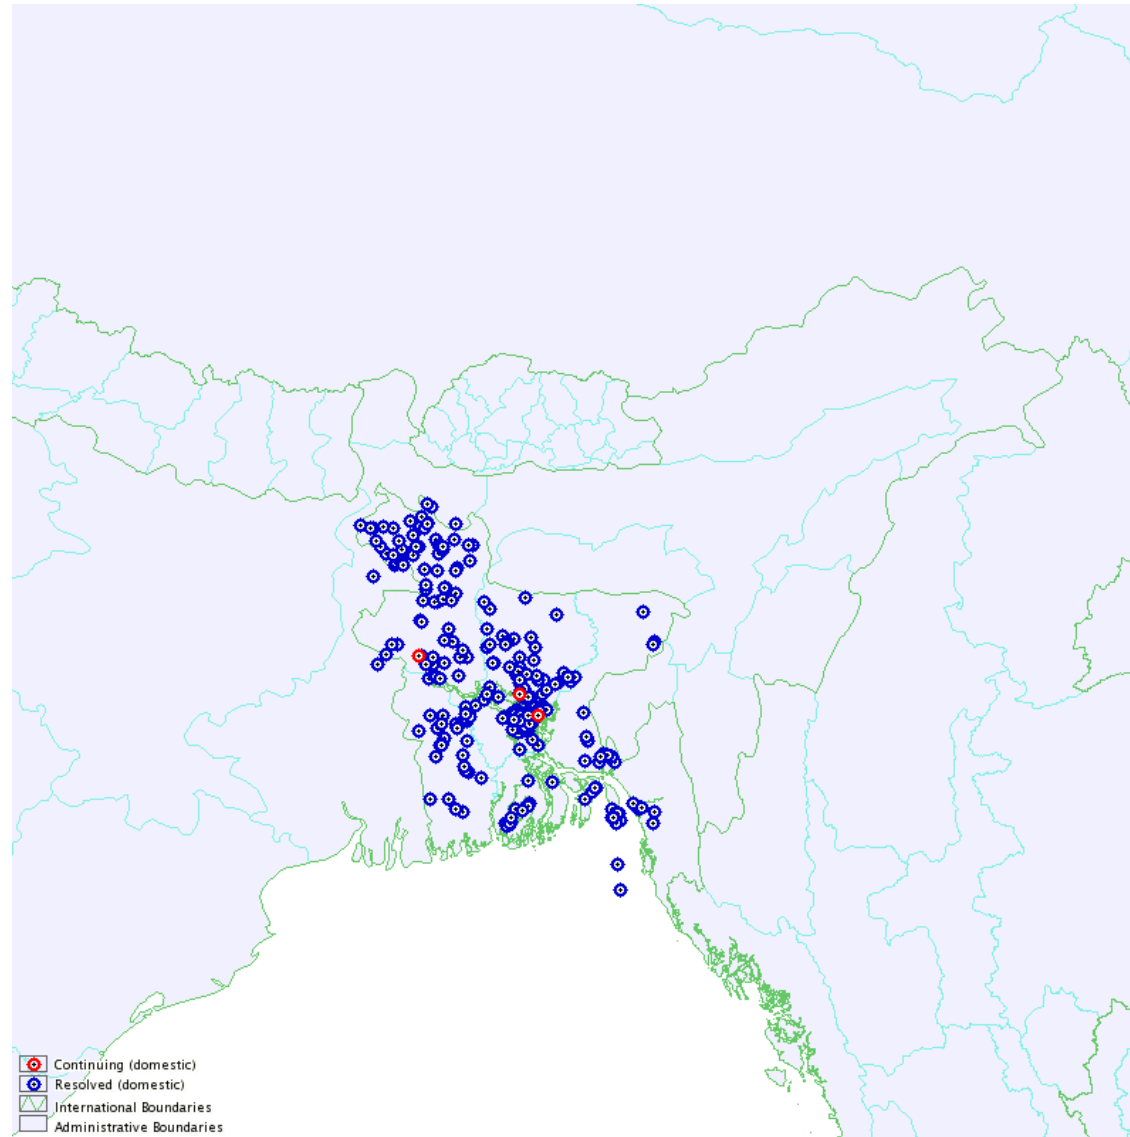 Continuing (domestic)
Resolved (domestic)
International Boundaries
Administrative Boundaries